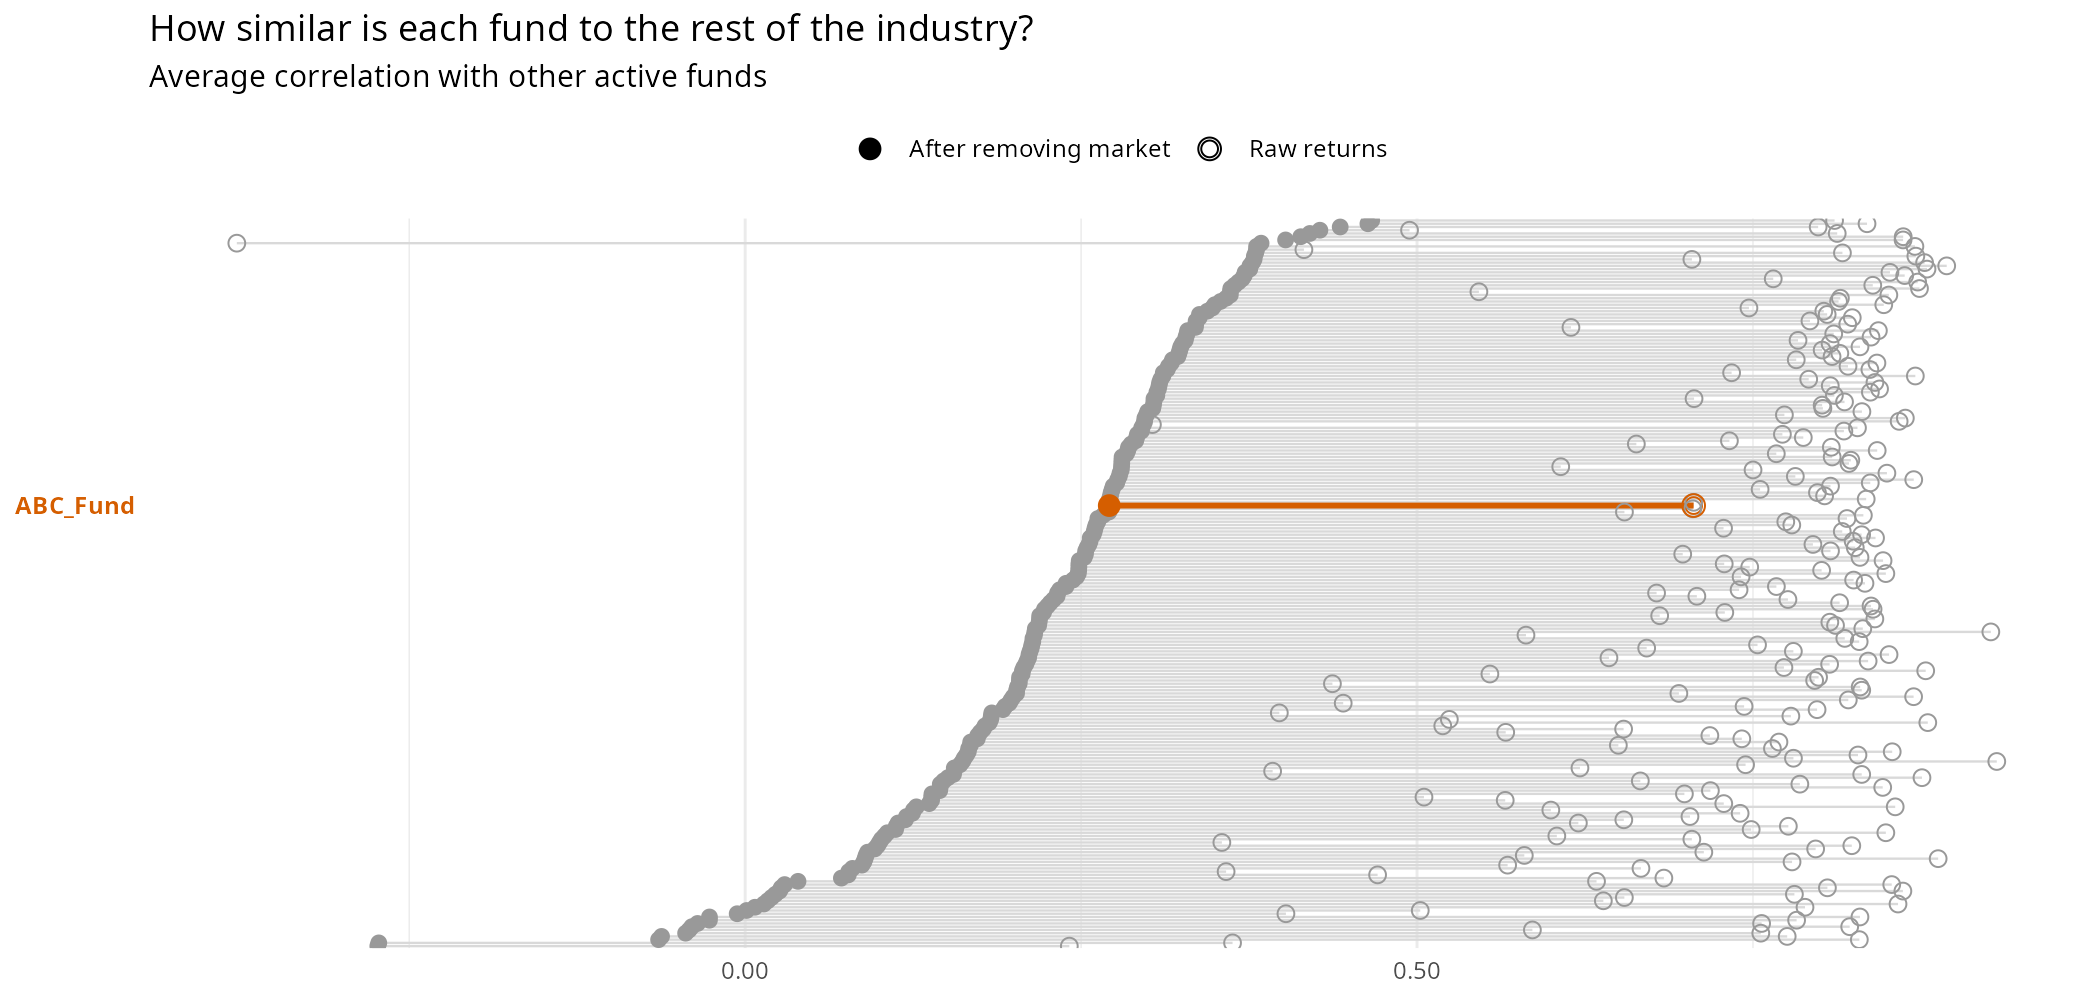 How similar is each fund to the rest of the industry?
Average correlation with other active funds
After removing market
Raw returns
ABC_Fund
0.00
0.50